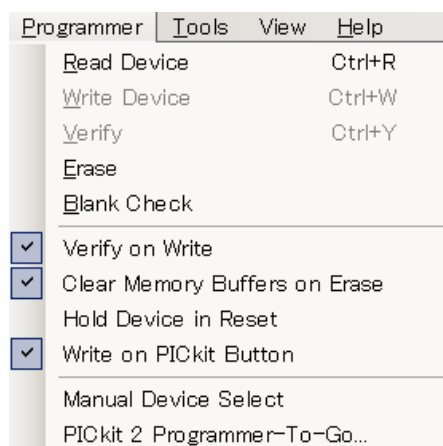 Programmer Tools View Help
Read Device Ctrl+R
Write Device Ctrl+W
Verify Ctrl+Y
Erase
Blank Check
Verify on Write
Clear Memory Buffers on Erase
Hold Device in Reset
Write on PICkit Button
Manual Device Select
PICkit 2 Programmer-To-Go...